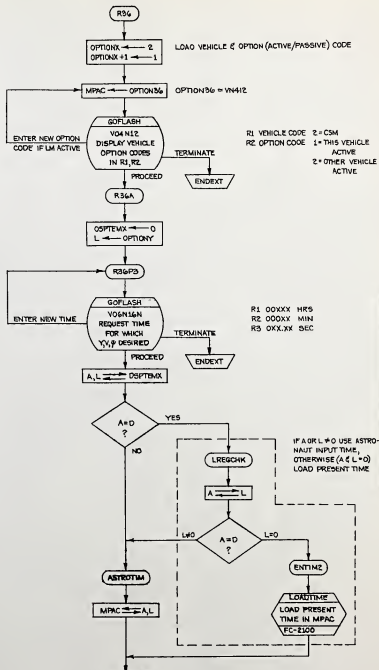 R36
OPTIONX ← 2
OPTIONX +1 ← 1
LOAD VEHICLE & OPTION (ACTIVE/PASSIVE) CODE
MPAC ← OPTION36
OPTION36 = VN412
GOFLASH
V04N12
DISPLAY VEHICLE
OPTION CODES
IN R1, R2
ENTER NEW OPTION
CODE IF LM ACTIVE
TERMINATE
ENDEXT
R1 VEHICLE CODE 2 = CSM
R2 OPTION CODE 1 = THIS VEHICLE
ACTIVE
2 = OTHER VEHICLE
ACTIVE
PROCEED
R36A
DSPTEMX ← 0
L ← OPTIONY
R36P3
GOFLASH
V06N16N
REQUEST TIME
FOR WHICH
Y,V,φ DESIRED
ENTER NEW TIME
TERMINATE
ENDEXT
R1 00XXX HRS
R2 000XX MIN
R3 0XX.XX SEC
PROCEED
A,L ⇄ DSPTEMX
A=0
?
YES
NO
LREGCHK
IF A OR L ≠ 0 USE ASTRO-
NAUT INPUT TIME,
OTHERWISE (A & L = 0)
LOAD PRESENT TIME
A ⇄ L
A=0
?
L≠0
L=0
ENTIM2
ASTROTIM
LOADTIME
LOAD PRESENT
TIME IN MPAC
FC-2100
MPAC ⇄ A,L